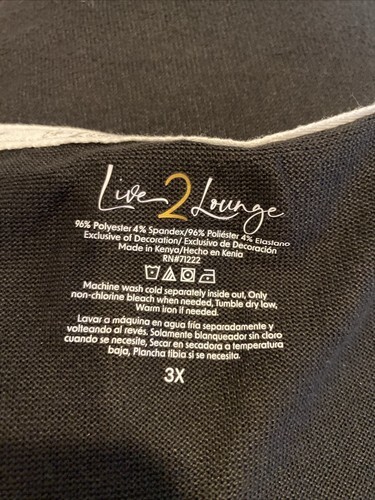 Live 2 Lounge
96% Polyester 4% Spandex/96% Poliéster 4% Elastano
Exclusive of Decoration/ Exclusivo de Decoración
Made in Kenya/Hecho en Kenia
RN#71222
Machine wash cold separately inside out, Only
non-chlorine bleach when needed, Tumble dry low,
Warm iron if needed.
Lavar a máquina en agua fría separadamente y
volteando al revés. Solamente blanqueador sin cloro
cuando se necesite, Secar en secadora a temperatura
baja, Plancha tibia si se necesita.
3X